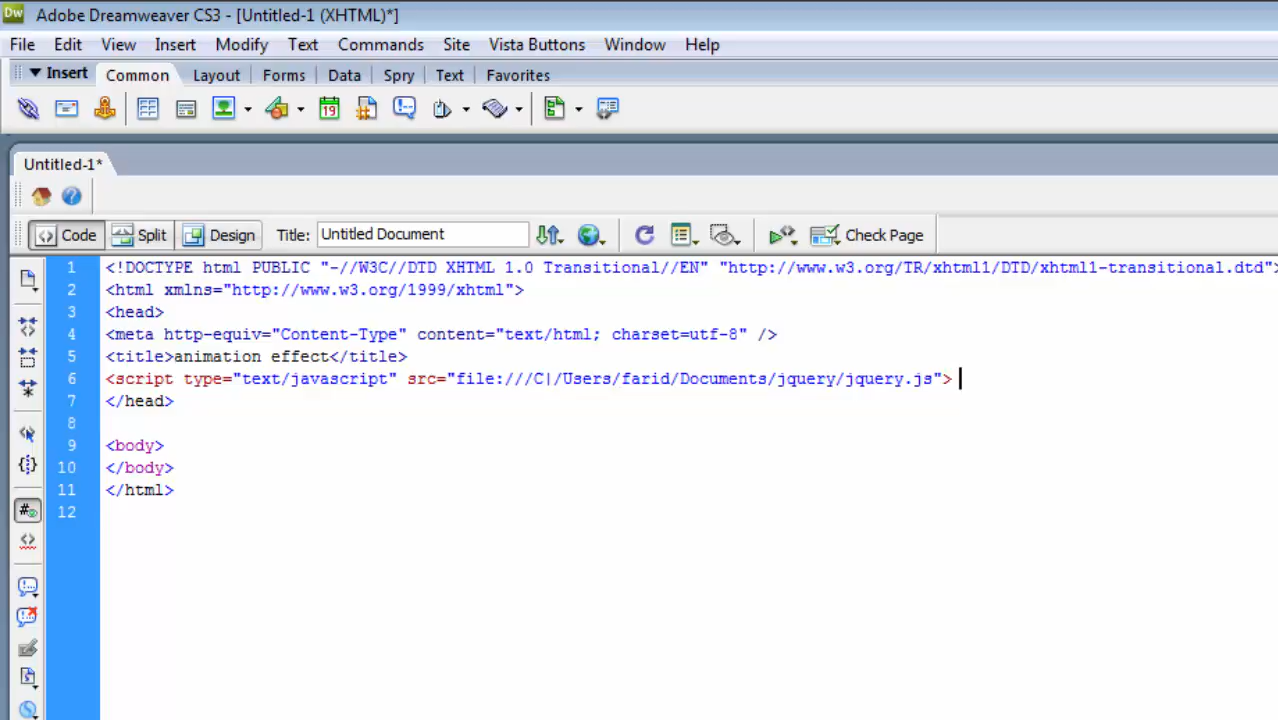 Dw Adobe Dreamweaver CS3 - [Untitled-1 (XHTML)*]
File Edit View Insert Modify Text Commands Site Vista Buttons Window Help
▼ Insert Common Layout Forms Data Spry Text Favorites
19
Untitled-1*
Code Split Design Title: Untitled Document Check Page
1 <!DOCTYPE html PUBLIC "-//W3C//DTD XHTML 1.0 Transitional//EN" "http://www.w3.org/TR/xhtml1/DTD/xhtml1-transitional.dtd">
2 <html xmlns="http://www.w3.org/1999/xhtml">
3 <head>
4 <meta http-equiv="Content-Type" content="text/html; charset=utf-8" />
5 <title>animation effect</title>
6 <script type="text/javascript" src="file:///C|/Users/farid/Documents/jquery/jquery.js">
7 </head>
8
9 <body>
10 </body>
11 </html>
12